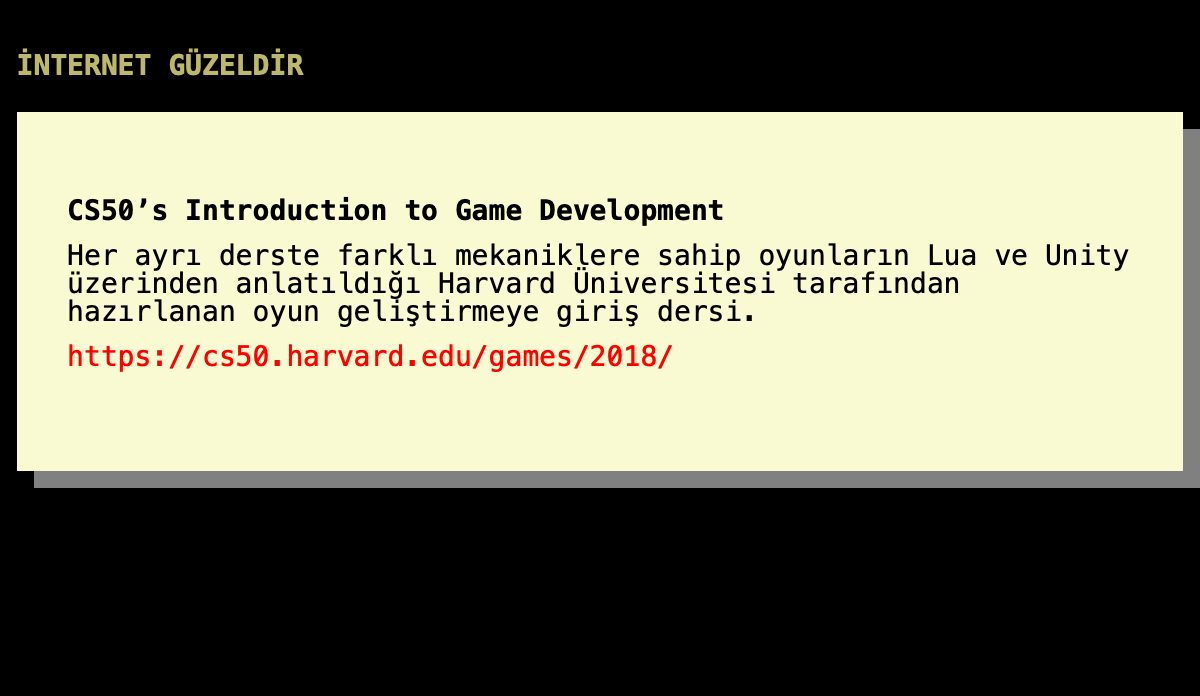 İNTERNET GÜZELDİR
CS50’s Introduction to Game Development
Her ayrı derste farklı mekaniklere sahip oyunların Lua ve Unity
üzerinden anlatıldığı Harvard Üniversitesi tarafından
hazırlanan oyun geliştirmeye giriş dersi.
https://cs50.harvard.edu/games/2018/